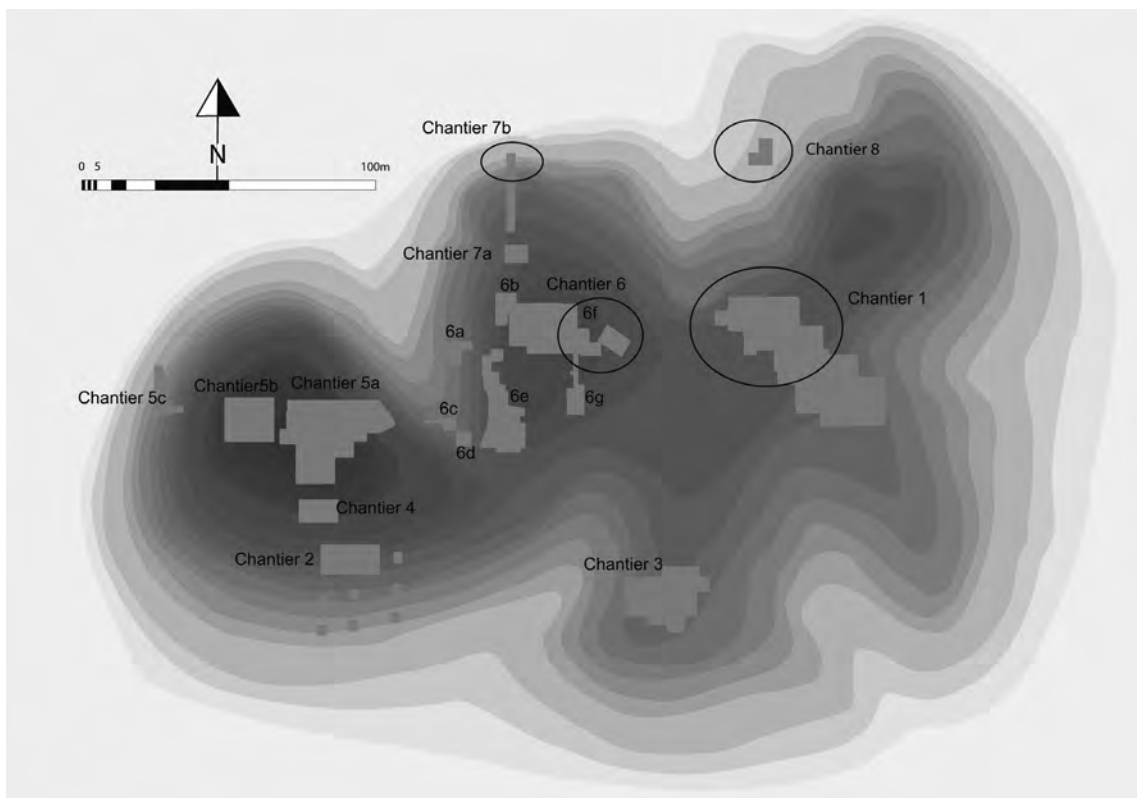 Chantier 7b
Chantier 8
N
0 5 100m
Chantier 7a
6b
Chantier 6
Chantier 1
6f
6a
Chantier 5c
Chantier5b
Chantier 5a
6c
6e
6g
6d
Chantier 4
Chantier 2
Chantier 3